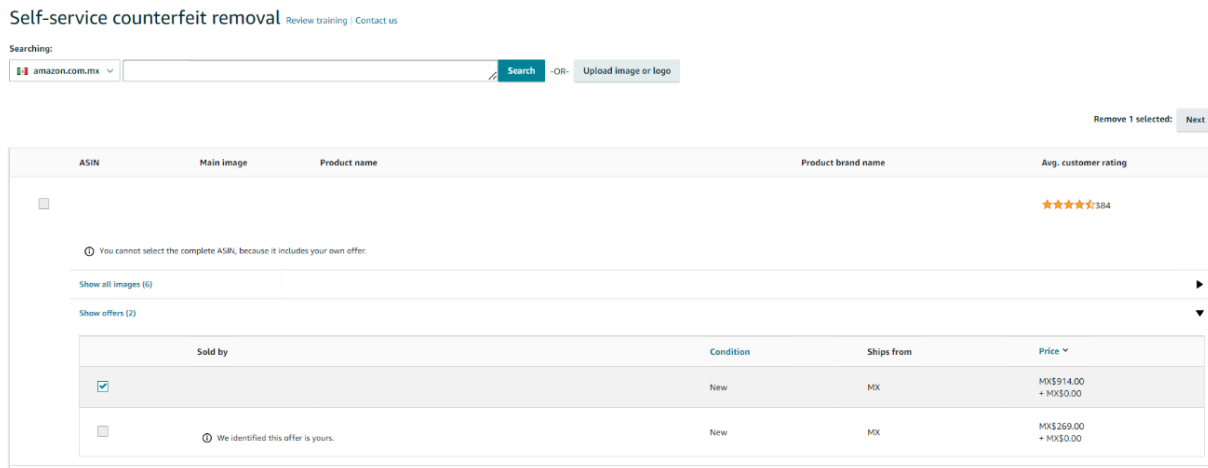 Self-service counterfeit removal Review training | Contact us
Searching:
amazon.com.mx Search -OR- Upload image or logo
Remove 1 selected: Next
ASIN Main image Product name Product brand name Avg. customer rating
384
You cannot select the complete ASIN, because it includes your own offer.
Show all images (6)
Show offers (2)
Sold by Condition Ships from Price
New MX MX$914.00
+ MX$0.00
We identified this offer is yours. New MX MX$269.00
+ MX$0.00